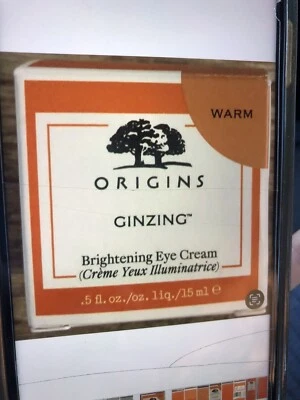 WARM
ORIGINS
GINZING™
Brightening Eye Cream
(Crème Yeux Illuminatrice)
.5 fl. oz./oz. liq./15 ml ℮